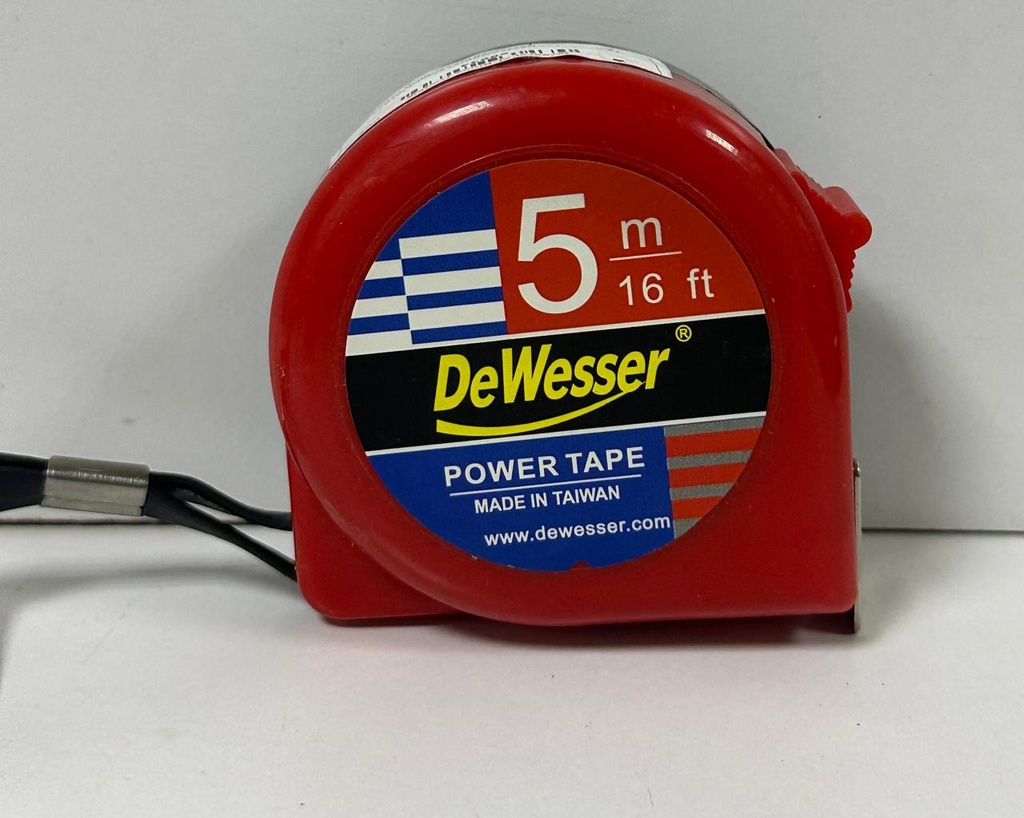 5 m
16 ft
DeWesser ®
POWER TAPE
MADE IN TAIWAN
www.dewesser.com